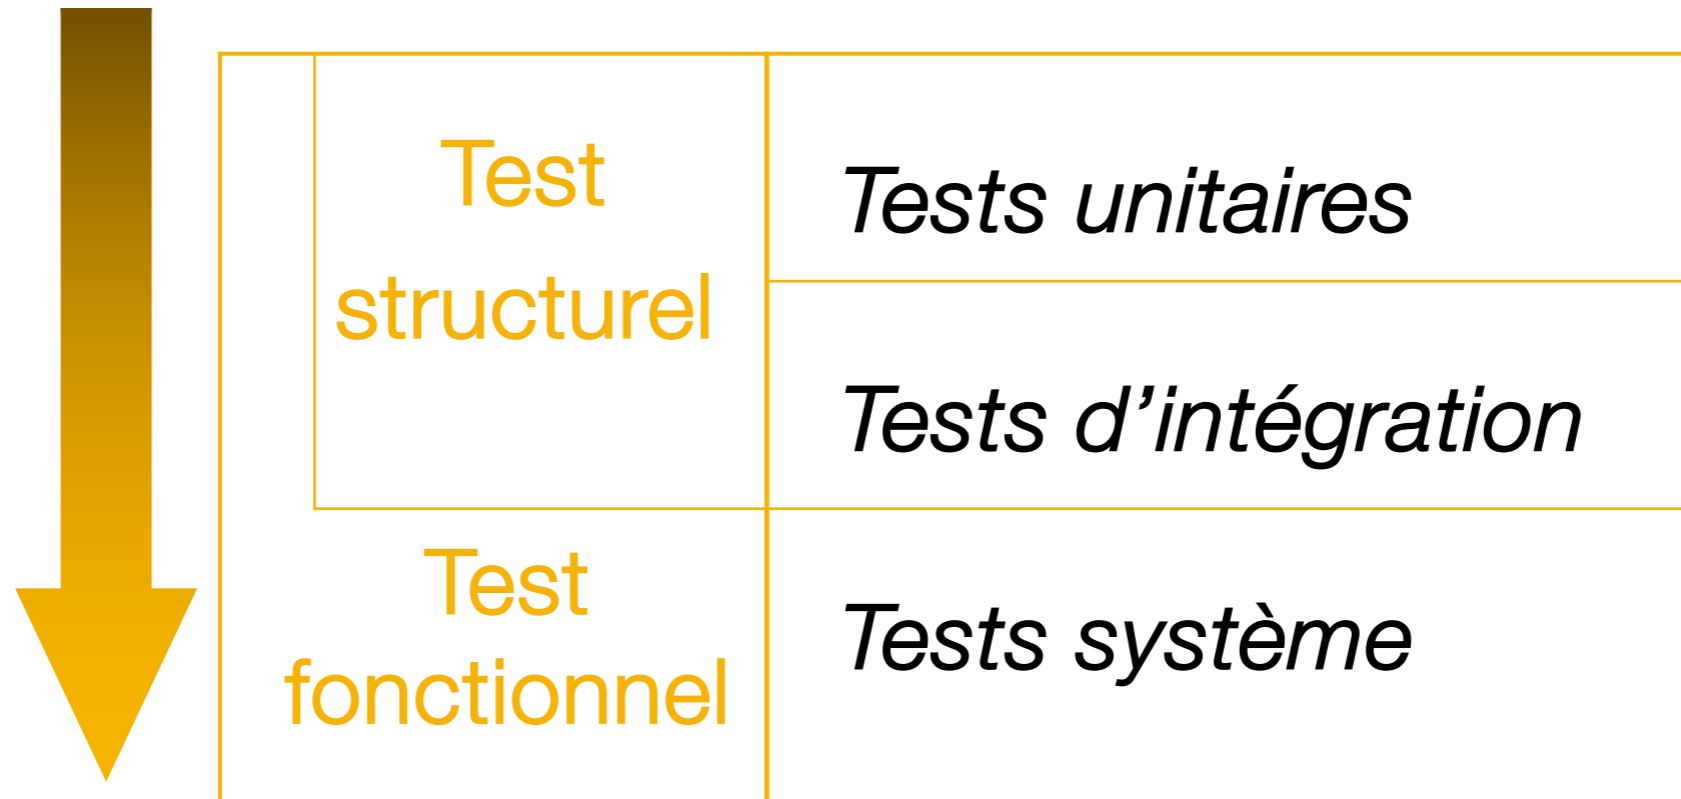 Test
structurel
Tests unitaires
Tests d’intégration
Test
fonctionnel
Tests système